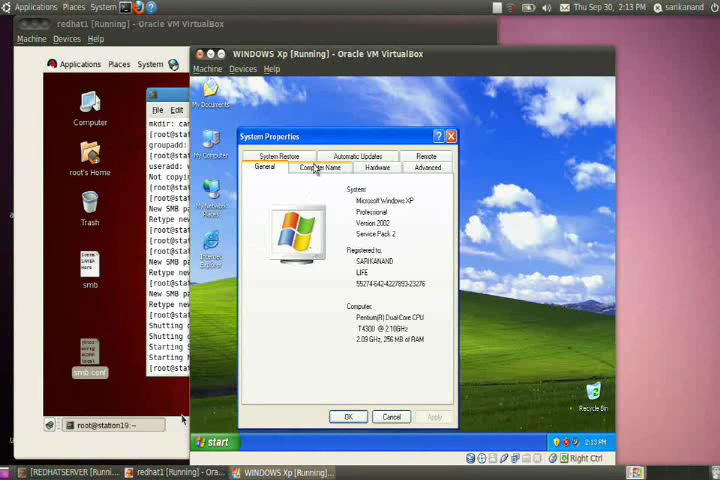 Applications Places System
Thu Sep 30, 2:13 PM sarikanand
redhat1 [Running] - Oracle VM VirtualBox
Machine Devices Help
Applications Places System
Computer
root's Home
Trash
smb
smb.conf
File Edit
mkdir: ca
[root@stat
groupadd:
[root@stat
useradd:
Not copyin
[root@stat
New SMB pa
Retype new
[root@stat
New SMB pa
Retype new
[root@stat
New SMB pa
Retype new
[root@stat
Shutting
Shutting
Starting
Starting
[root@stat
root@station19:~
WINDOWS Xp [Running] - Oracle VM VirtualBox
Machine Devices Help
My Documents
My Computer
My Network Places
Internet Explorer
System Properties
System Restore Automatic Updates Remote
General Computer Name Hardware Advanced
System:
Microsoft Windows XP
Professional
Version 2002
Service Pack 2
Registered to:
SARIKANAND
LIFE
55274-642-4227893-23276
Computer:
Pentium(R) Dual-Core CPU
T4300 @ 2.10GHz
2.09 GHz, 256 MB of RAM
OK Cancel Apply
Recycle Bin
start
2:13 PM
Right Ctrl
[REDHATSERVER [Runni... redhat1 [Running] - Ora... WINDOWS Xp [Running]...